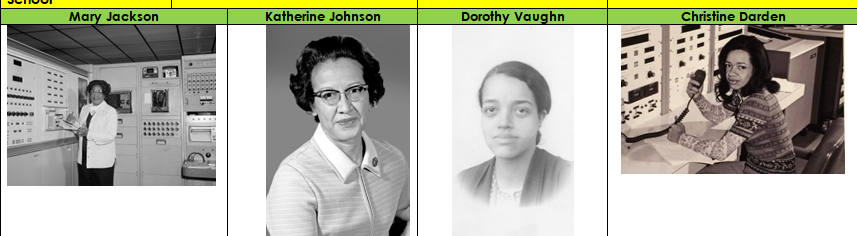 School
Mary Jackson
Katherine Johnson
Dorothy Vaughn
Christine Darden